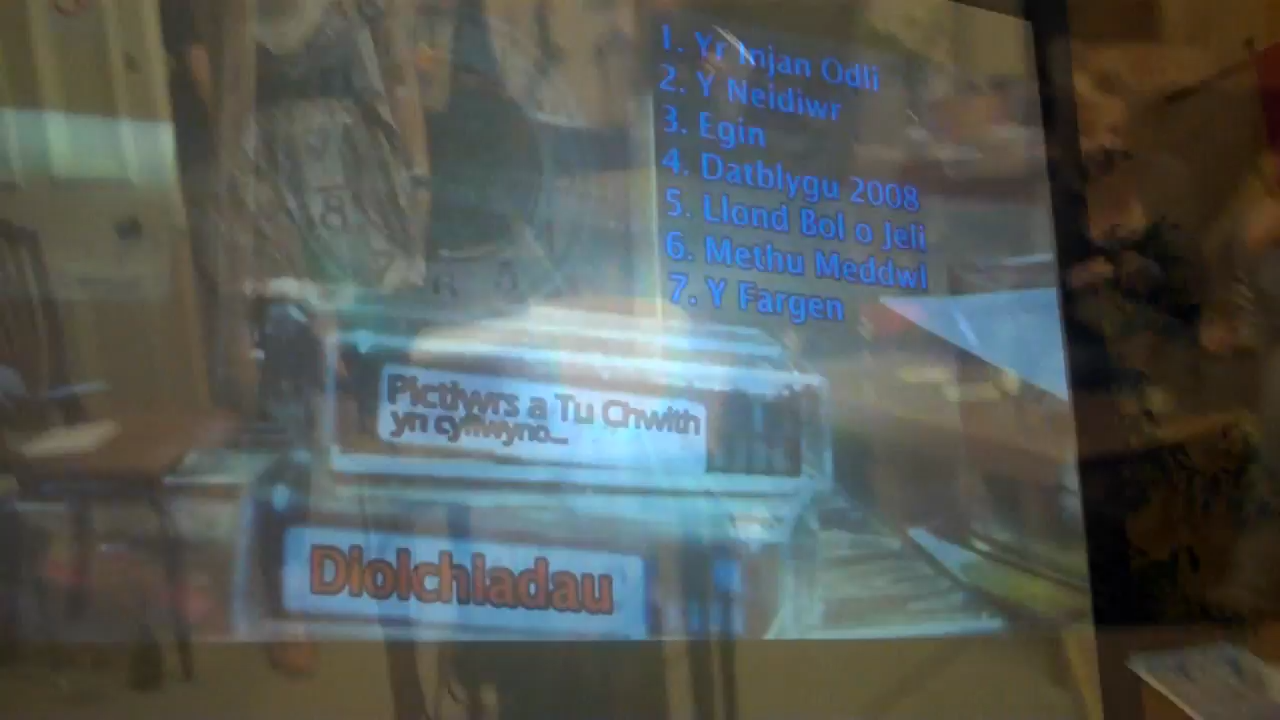 1. Yr Injan Odli
2. Y Neidiwr
3. Egin
4. Datblygu 2008
5. Llond Bol o Jeli
6. Methu Meddwl
7. Y Fargen
Pictiwrs a Tu Chwith
yn cyflwyno...
Diolchiadau